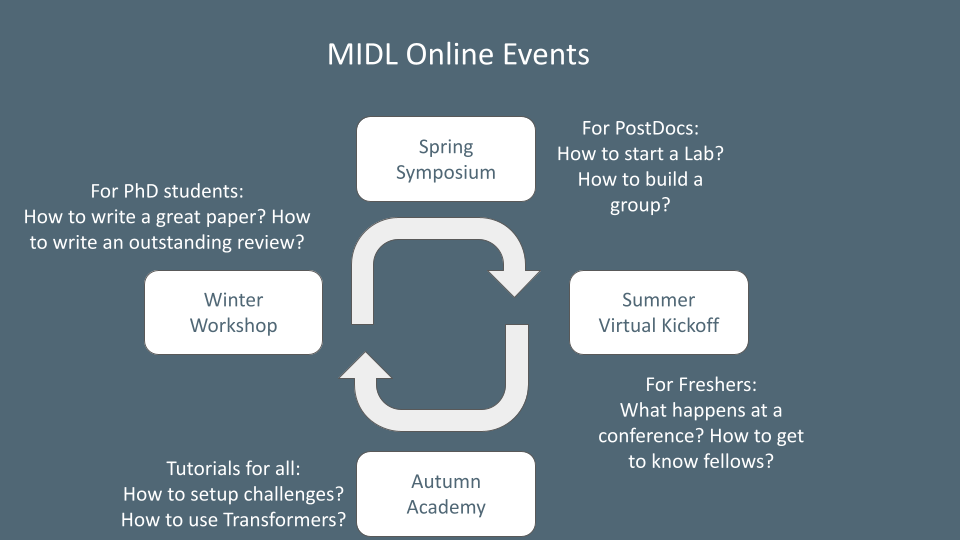 MIDL Online Events
Spring
Symposium
For PostDocs:
How to start a Lab?
How to build a
group?
For PhD students:
How to write a great paper? How
to write an outstanding review?
Winter
Workshop
Summer
Virtual Kickoff
For Freshers:
What happens at a
conference? How to get
to know fellows?
Tutorials for all:
How to setup challenges?
How to use Transformers?
Autumn
Academy